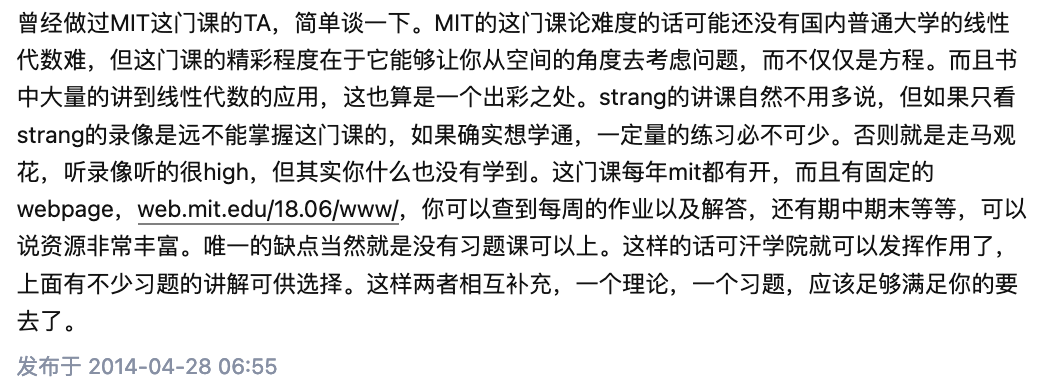 曾经做过MIT这门课的TA，简单谈一下。MIT的这门课论难度的话可能还没有国内普通大学的线性
代数难，但这门课的精彩程度在于它能够让你从空间的角度去考虑问题，而不仅仅是方程。而且书
中大量的讲到线性代数的应用，这也算是一个出彩之处。strang的讲课自然不用多说，但如果只看
strang的录像是远不能掌握这门课的，如果确实想学通，一定量的练习必不可少。否则就是走马观
花，听录像听的很high，但其实你什么也没有学到。这门课每年mit都有开，而且有固定的
webpage，web.mit.edu/18.06/www/，你可以查到每周的作业以及解答，还有期中期末等等，可以
说资源非常丰富。唯一的缺点当然就是没有习题课可以上。这样的话可汗学院就可以发挥作用了，
上面有不少习题的讲解可供选择。这样两者相互补充，一个理论，一个习题，应该足够满足你的要
去了。
发布于 2014-04-28 06:55